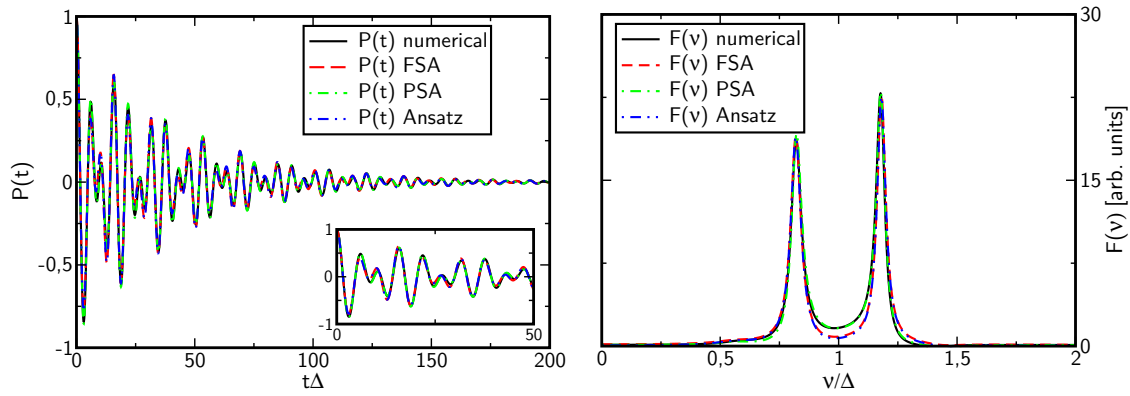 1
0,5
0
-0,5
-1
P(t)
P(t) numerical
P(t) FSA
P(t) PSA
P(t) Ansatz
1
0
-1
0
50
0
50
100
150
200
tΔ
F(ν) numerical
F(ν) FSA
F(ν) PSA
F(ν) Ansatz
30
15
0
F(ν) [arb. units]
0
0,5
1
1,5
2
ν/Δ